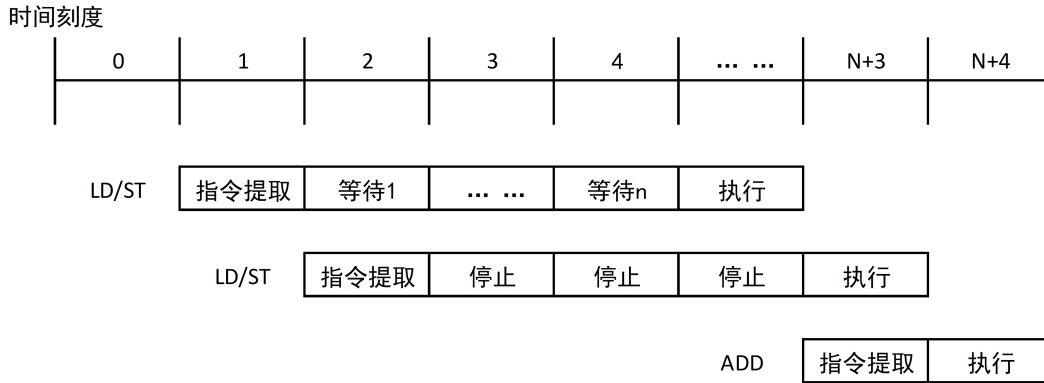 时间刻度
0 1 2 3 4 ... ... N+3 N+4
LD/ST 指令提取 等待1 ... ... 等待n 执行
LD/ST 指令提取 停止 停止 停止 执行
ADD 指令提取 执行